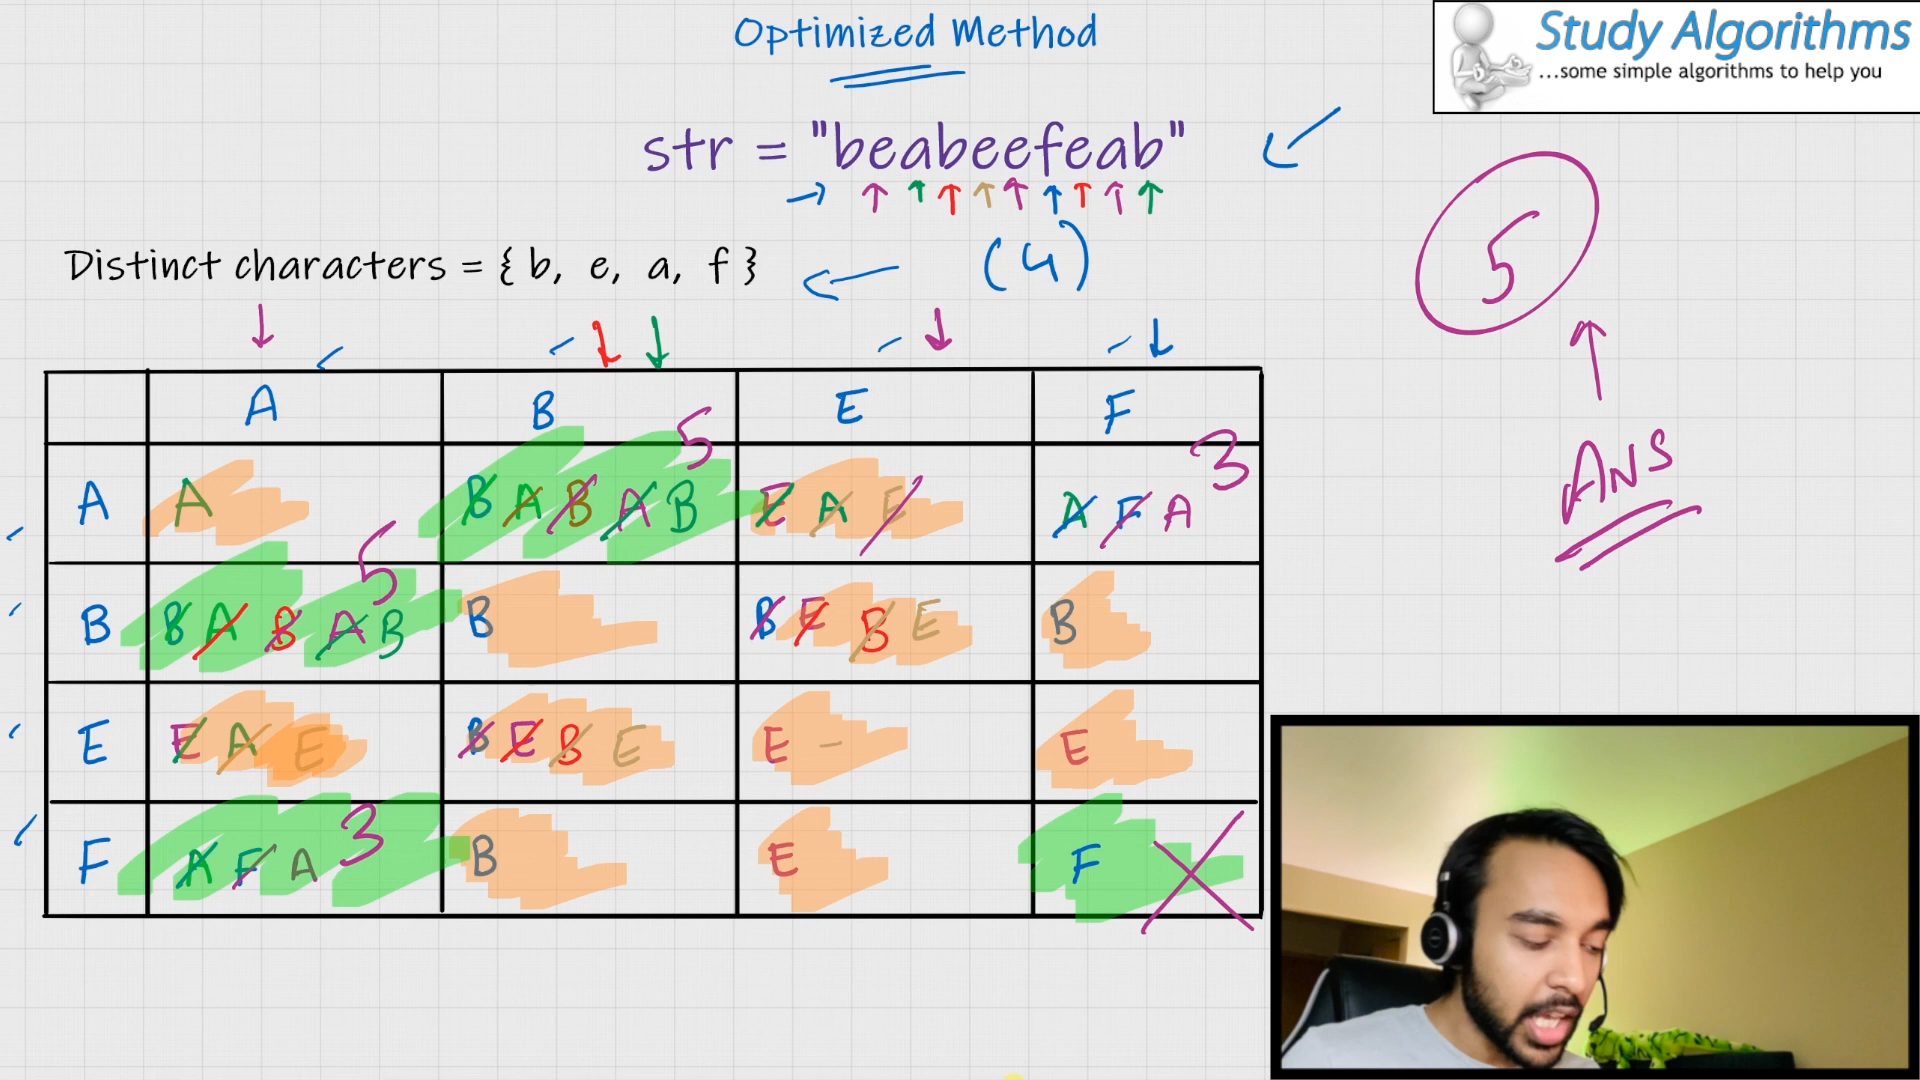 Optimized Method
Study Algorithms
...some simple algorithms to help you
str = "beabeefeab"
(4)
5
Distinct characters = { b, e, a, f }
A B E F
A A B A B A B 5 E A E A F A 3
B B A B A B 5 B B E B E B
E E A E B E B E E - E
F A F A 3 B E F
ANS